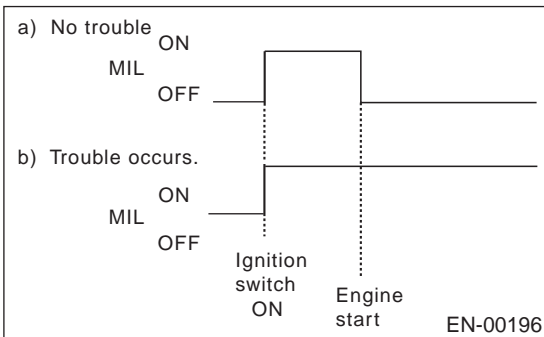 a) No trouble
ON
MIL
OFF
b) Trouble occurs.
ON
MIL
OFF
Ignition
switch
ON
Engine
start
EN-00196